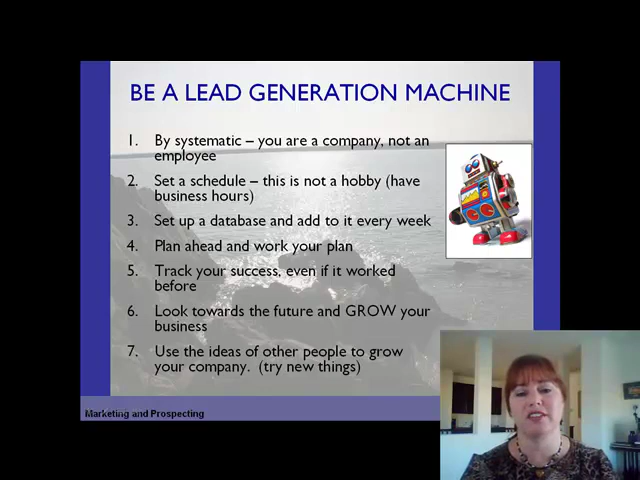 BE A LEAD GENERATION MACHINE
1. By systematic – you are a company, not an
employee
2. Set a schedule – this is not a hobby (have
business hours)
3. Set up a database and add to it every week
4. Plan ahead and work your plan
5. Track your success, even if it worked
before
6. Look towards the future and GROW your
business
7. Use the ideas of other people to grow
your company. (try new things)
Marketing and Prospecting